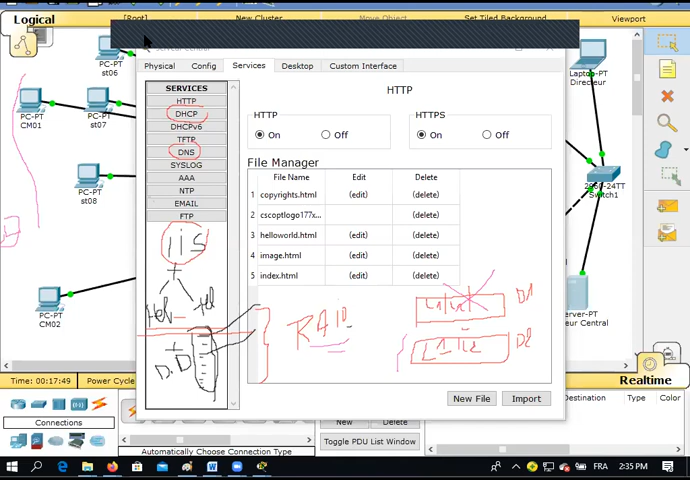 Logical
[Root]
New Cluster
Move Object
Set Tiled Background
Viewport
PC-PT
st06
PC-PT
CM01
PC-PT
st07
PC-PT
st08
PC-PT
CM02
Physical
Config
Services
Desktop
Custom Interface
SERVICES
HTTP
DHCP
DHCPv6
TFTP
DNS
SYSLOG
AAA
NTP
EMAIL
FTP
iiS
HTTP
HTTP
On
Off
HTTPS
On
Off
File Manager
File Name
Edit
Delete
1 copyrights.html (edit) (delete)
2 cscoptlogo177x... (delete)
3 helloworld.html (edit) (delete)
4 image.html (edit) (delete)
5 index.html (edit) (delete)
RAID
D1
D2
D.D
New File
Import
Laptop-PT
Directeur
2960-24TT
Switch1
erver-PT
eur Central
Time: 00:17:49
Power Cycle
Realtime
Connections
Automatically Choose Connection Type
New
Delete
Toggle PDU List Window
Destination
Type
Color
FRA
2:35 PM